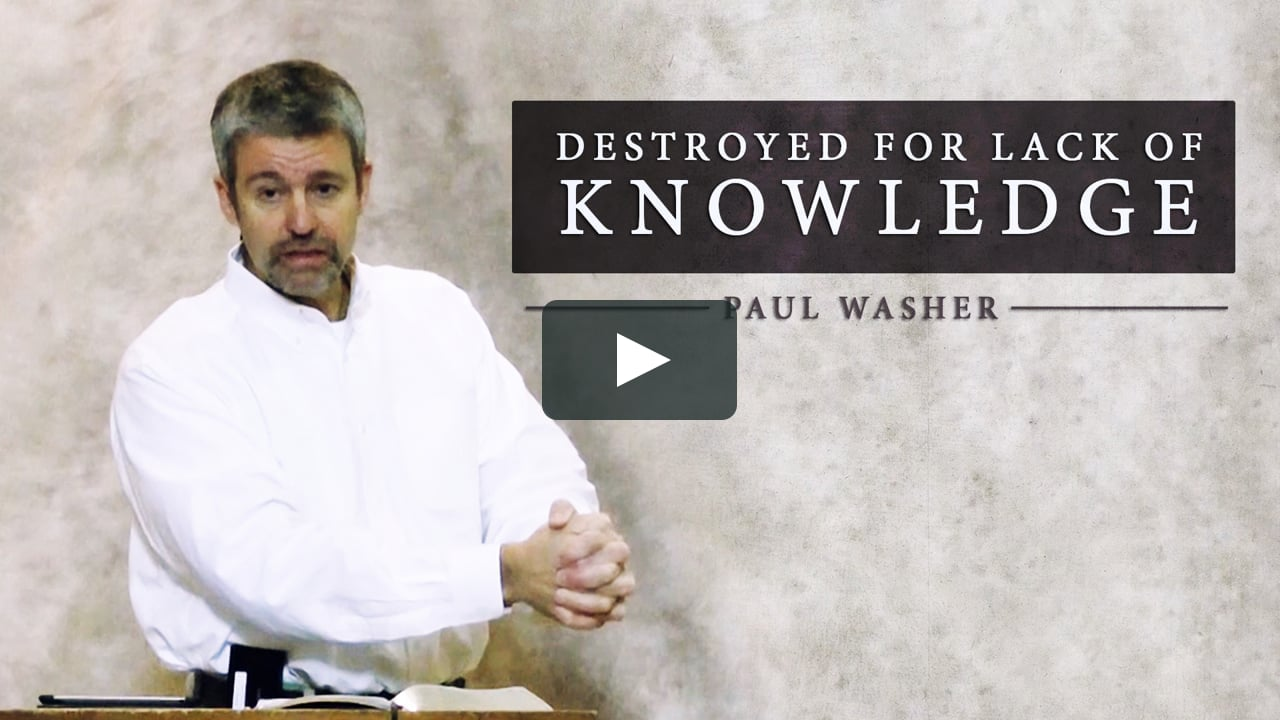 DESTROYED FOR LACK OF
KNOWLEDGE
PAUL WASHER